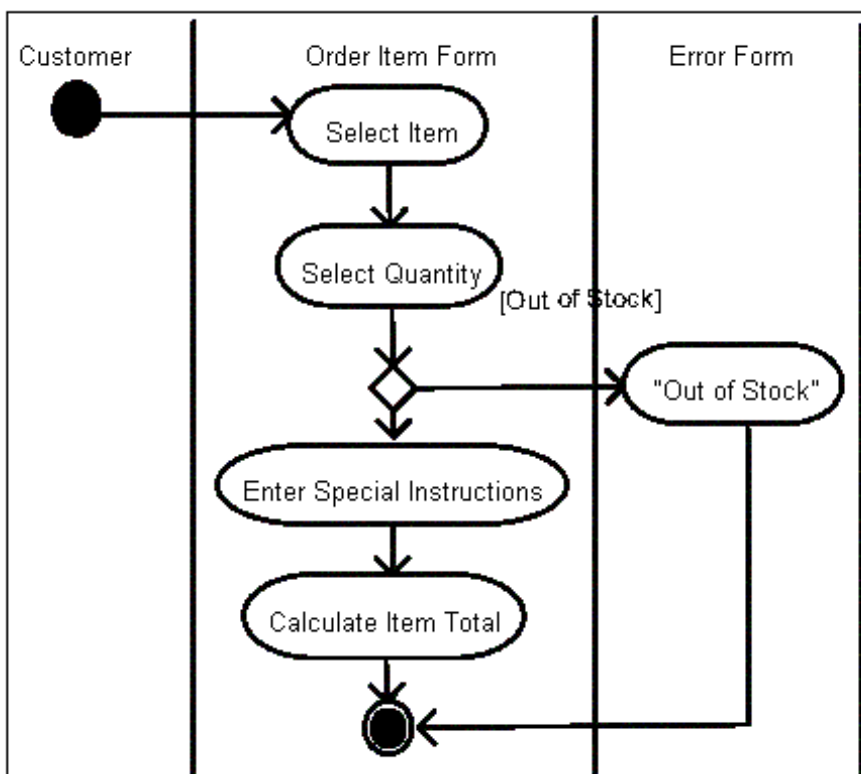 Customer
Order Item Form
Error Form
Select Item
Select Quantity
[Out of Stock]
"Out of Stock"
Enter Special Instructions
Calculate Item Total